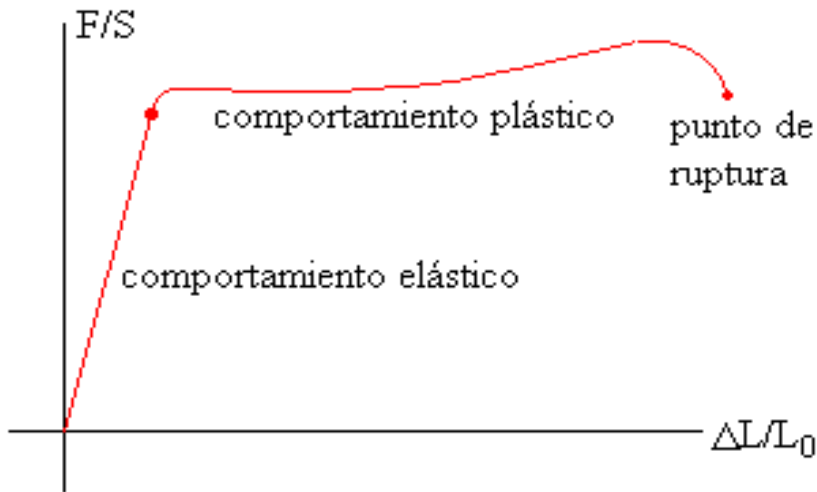 F/S
comportamiento plástico
punto de
ruptura
comportamiento elástico
ΔL/L₀